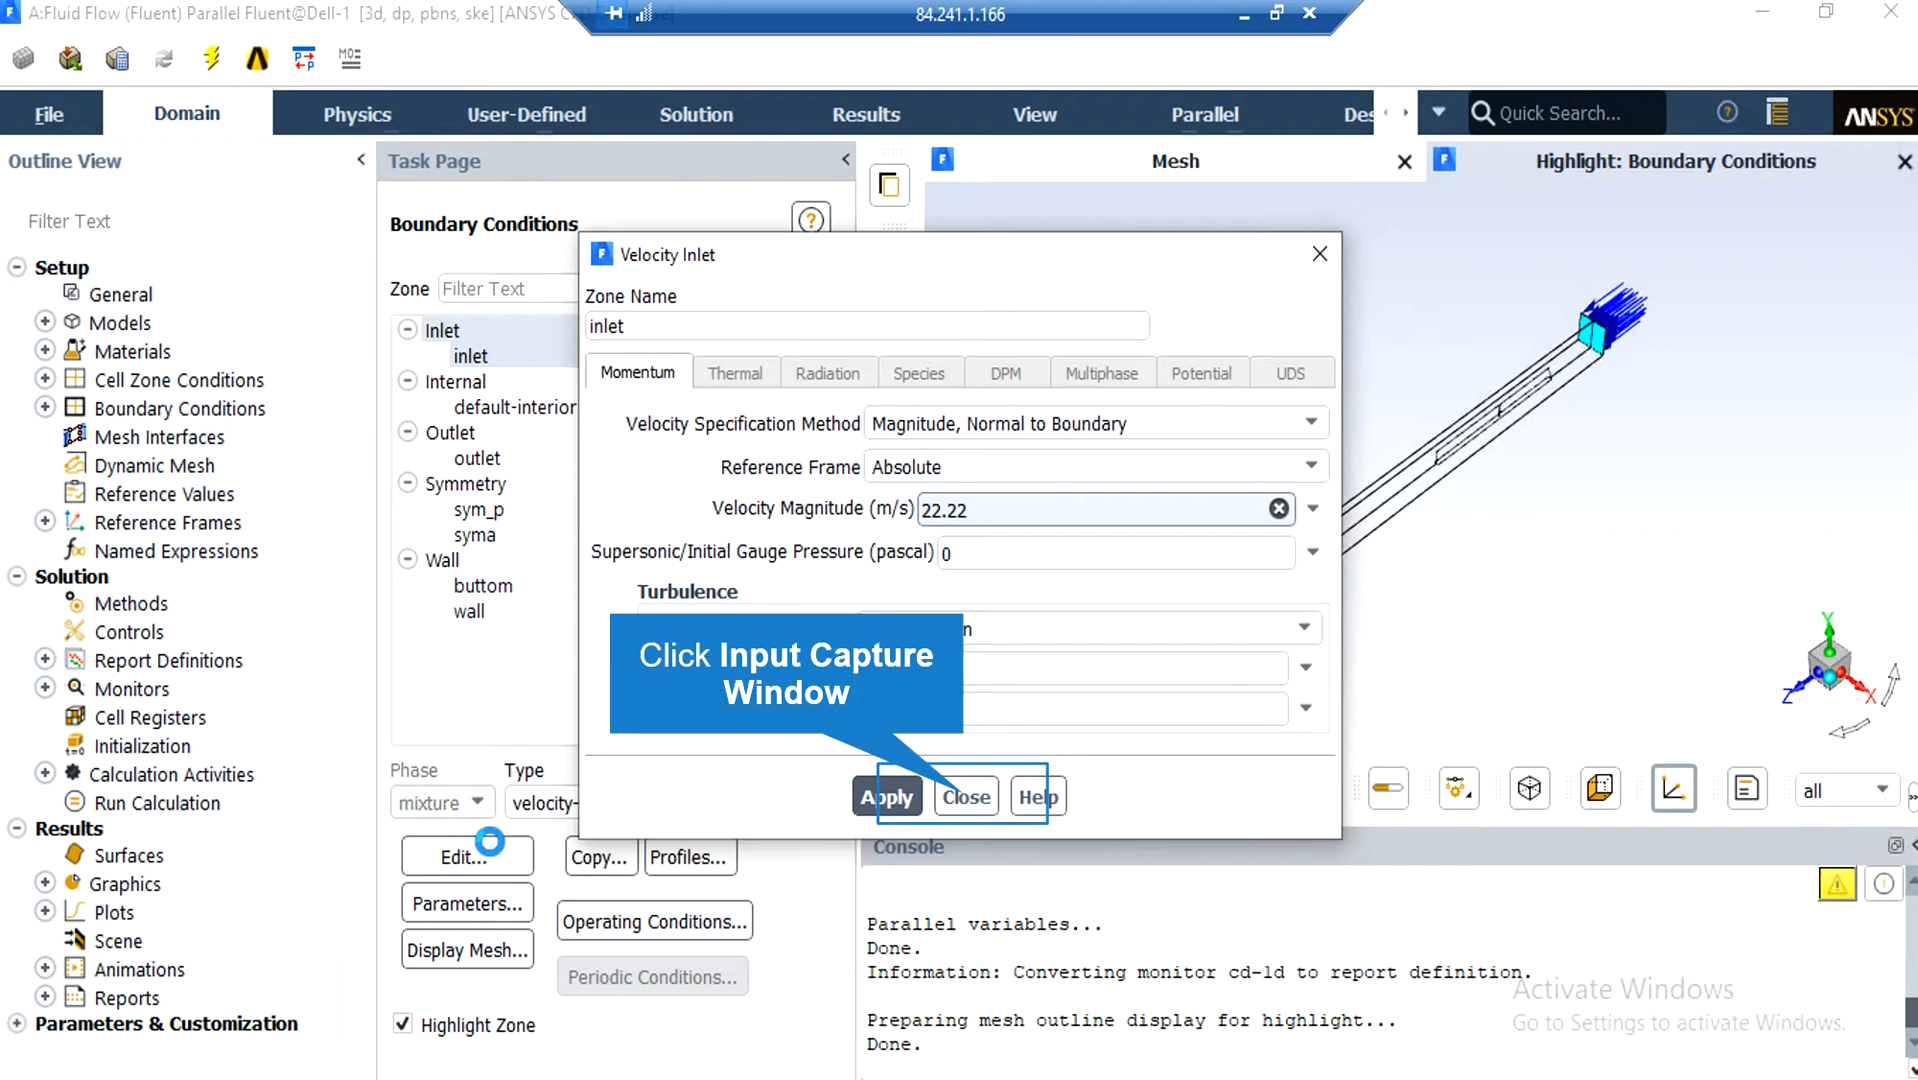 A:Fluid Flow (Fluent) Parallel Fluent@Dell-1 [3d, dp, pbns, ske] [ANSYS
84.241.1.166
File
Domain
Physics
User-Defined
Solution
Results
View
Parallel
Des
Quick Search...
ANSYS
Outline View
Filter Text
Setup
General
Models
Materials
Cell Zone Conditions
Boundary Conditions
Mesh Interfaces
Dynamic Mesh
Reference Values
Reference Frames
Named Expressions
Solution
Methods
Controls
Report Definitions
Monitors
Cell Registers
Initialization
Calculation Activities
Run Calculation
Results
Surfaces
Graphics
Plots
Scene
Animations
Reports
Parameters & Customization
Task Page
Boundary Conditions
Zone
Filter Text
Inlet
inlet
Internal
default-interior
Outlet
outlet
Symmetry
sym_p
syma
Wall
buttom
wall
Phase
Type
mixture
velocity-
Edit...
Copy...
Profiles...
Parameters...
Operating Conditions...
Display Mesh...
Periodic Conditions...
Highlight Zone
Mesh
Highlight: Boundary Conditions
Velocity Inlet
Zone Name
inlet
Momentum
Thermal
Radiation
Species
DPM
Multiphase
Potential
UDS
Velocity Specification Method
Magnitude, Normal to Boundary
Reference Frame
Absolute
Velocity Magnitude (m/s)
22.22
Supersonic/Initial Gauge Pressure (pascal)
0
Turbulence
n
Click Input Capture
Window
Apply
Close
Help
Y
Z
X
all
Console
Parallel variables...
Done.
Information: Converting monitor cd-1d to report definition.
Preparing mesh outline display for highlight...
Done.
Activate Windows
Go to Settings to activate Windows.